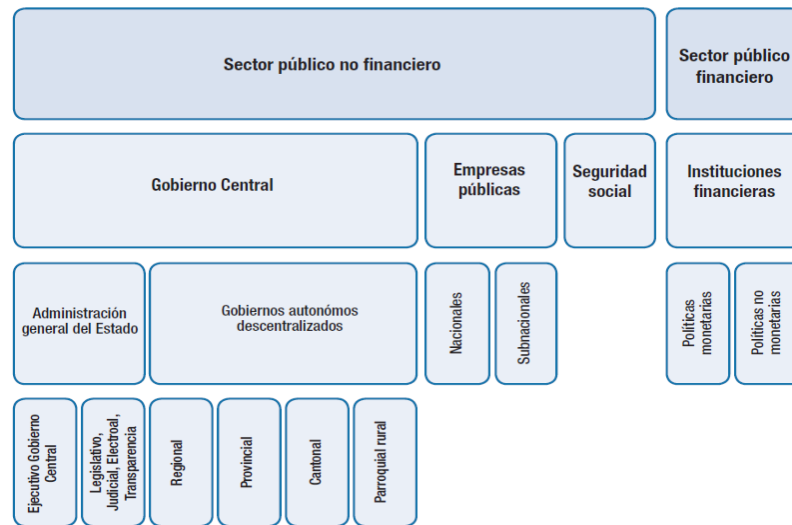 Sector público no financiero
Sector público
financiero
Gobierno Central
Empresas
públicas
Seguridad
social
Instituciones
financieras
Administración
general del Estado
Gobiernos autonómos
descentralizados
Nacionales
Subnacionales
Políticas
monetarias
Políticas no
monetarias
Ejecutivo Gobierno
Central
Legislativo,
Judicial, Electroal,
Transparencia
Regional
Provincial
Cantonal
Parroquial rural